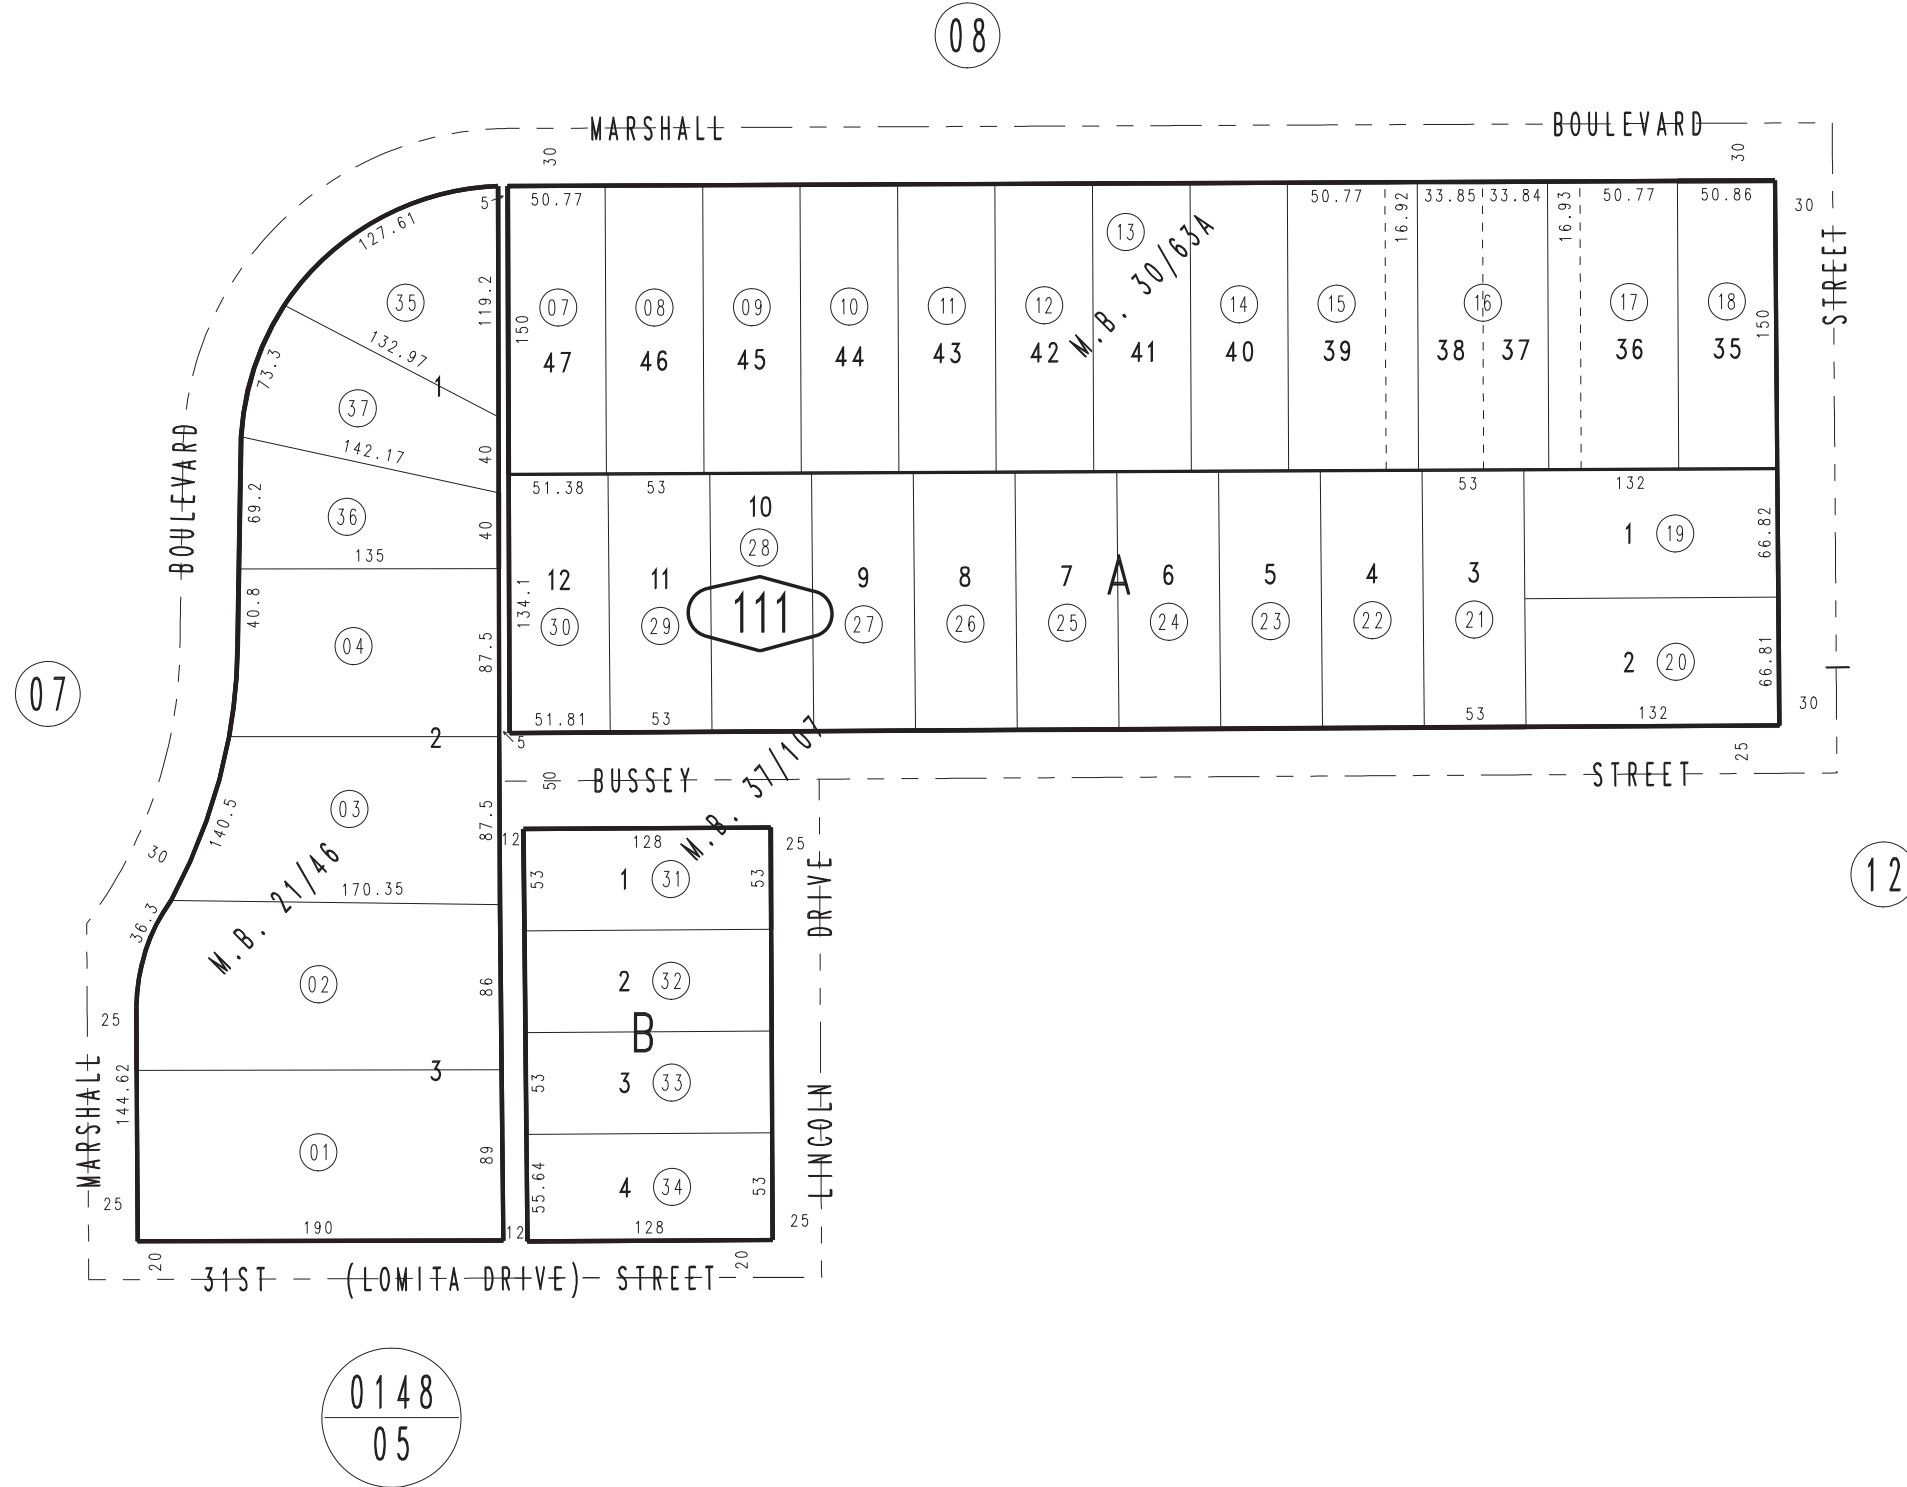 08
MARSHALL BOULEVARD
30 30
5 50.77 50.77 16.92 33.85 33.84 16.93 50.77 50.86 30
127.61
13
M.B. 30/63A
STREET
35 119.2 150 07 08 09 10 11 12 14 15 16 17 18 150
47 46 45 44 43 42 41 40 39 38 37 36 35
132.97
73.3 1
37
142.17 40
BOULEVARD
51.38 53 53 132
69.2 36 40
10
28
1 19 66.82
135
12 11 9 8 7 A 6 5 4 3
40.8 134.1
111
30 29 27 26 25 24 23 22 21
04 87.5
2 20 66.81
07
51.81 53 53 132 30
2 5
25
50 BUSSEY STREET
M.B. 37/107
03 87.5
140.5
12 128 25
30
M.B. 21/46
53 1 31 53
DRIVE
12
170.35
36.3
02 86
2 32
25
B
MARSHALL
3
144.62
53 3 33
LINCOLN
01 89
55.64 4 34 53
25
190 12 128 25
20 20
31ST (LOMITA DRIVE) STREET
I
0148
05